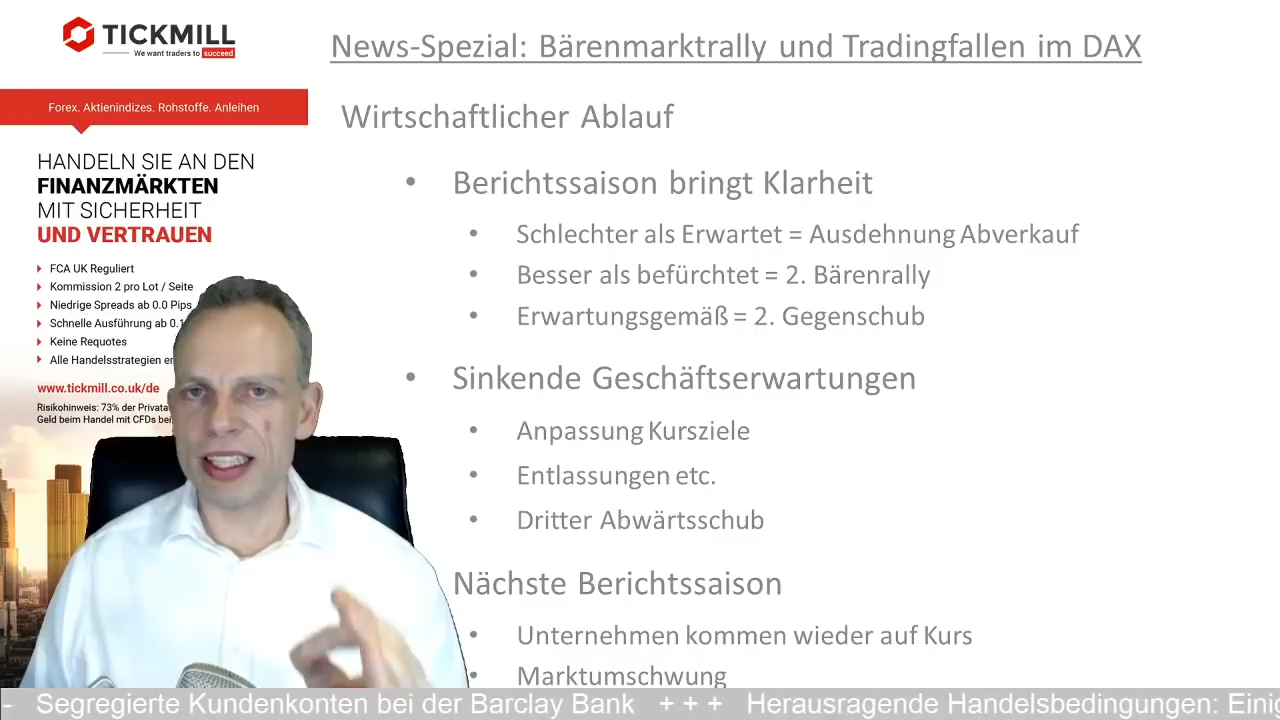 TICKMILL
We want traders to succeed
News-Spezial: Bärenmarktrally und Tradingfallen im DAX
Forex. Aktienindizes. Rohstoffe. Anleihen
HANDELN SIE AN DEN
FINANZMÄRKTEN
MIT SICHERHEIT
UND VERTRAUEN
FCA UK Reguliert
Kommission 2 pro Lot / Seite
Niedrige Spreads ab 0.0 Pips
Schnelle Ausführung ab
Keine Requotes
Alle Handelsstrategien
www.tickmill.co.uk/de
Risikohinweis: 73% der
Geld beim Handel mit CFDs
Wirtschaftlicher Ablauf
• Berichtssaison bringt Klarheit
• Schlechter als Erwartet = Ausdehnung Abverkauf
• Besser als befürchtet = 2. Bärenrally
• Erwartungsgemäß = 2. Gegenschub
• Sinkende Geschäftserwartungen
• Anpassung Kursziele
• Entlassungen etc.
• Dritter Abwärtsschub
Nächste Berichtssaison
• Unternehmen kommen wieder auf Kurs
• Marktumschwung
- Segregierte Kundenkonten bei der Barclay Bank + + + Herausragende Handelsbedingungen: